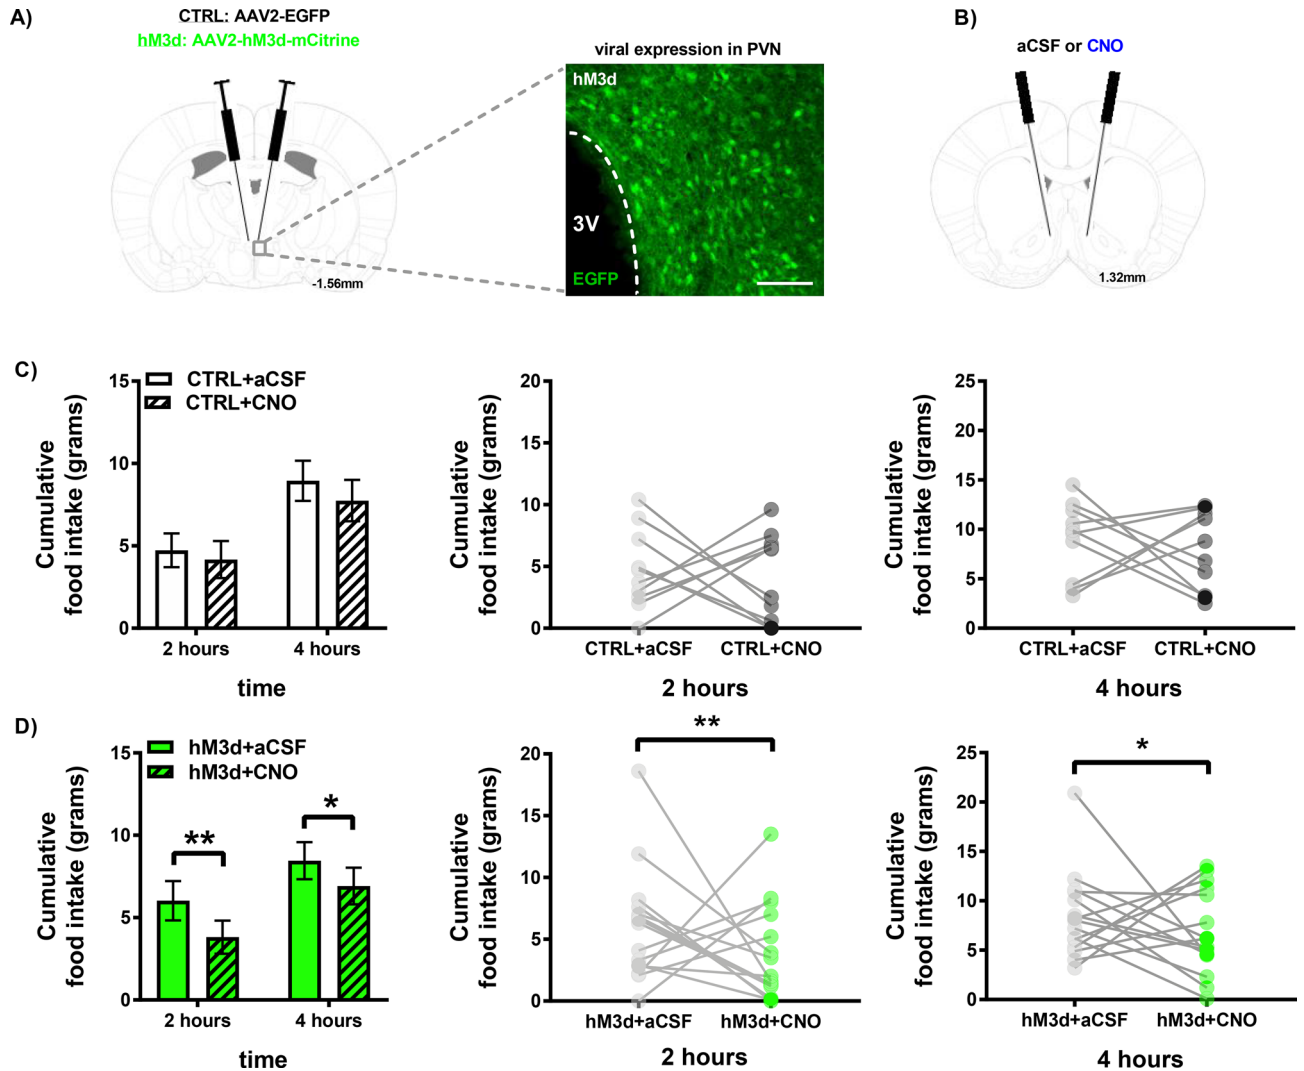 A)
CTRL: AAV2-EGFP
hM3d: AAV2-hM3d-mCitrine
-1.56mm
viral expression in PVN
hM3d
3V
EGFP
B)
aCSF or CNO
1.32mm
C)
Cumulative
food intake (grams)
15
10
5
0
CTRL+aCSF
CTRL+CNO
2 hours
4 hours
time
Cumulative
food intake (grams)
20
15
10
5
0
CTRL+aCSF
CTRL+CNO
2 hours
Cumulative
food intake (grams)
25
20
15
10
5
0
CTRL+aCSF
CTRL+CNO
4 hours
D)
Cumulative
food intake (grams)
15
10
5
0
hM3d+aCSF
hM3d+CNO
**
*
2 hours
4 hours
time
Cumulative
food intake (grams)
20
15
10
5
0
**
hM3d+aCSF
hM3d+CNO
2 hours
Cumulative
food intake (grams)
25
20
15
10
5
0
*
hM3d+aCSF
hM3d+CNO
4 hours